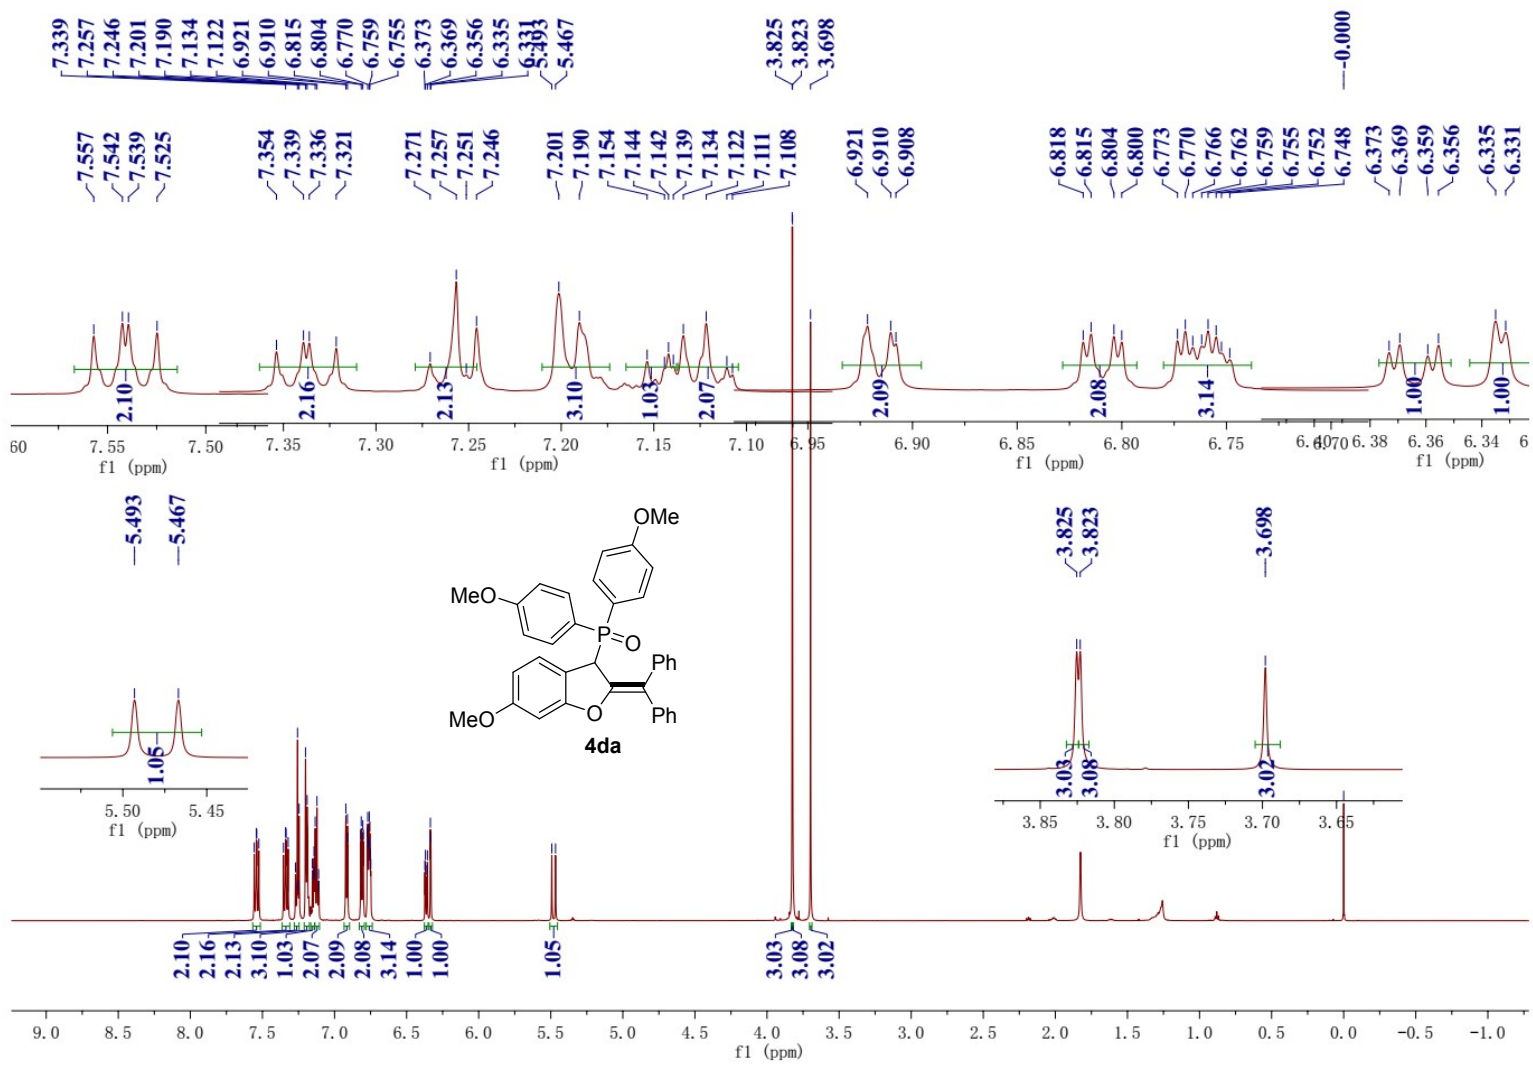 7.339 7.257 7.246 7.201 7.190 7.134 7.122 6.921 6.910 6.815 6.804 6.770 6.759 6.755 6.373 6.369 6.356 6.335 6.331 5.493 5.467 3.825 3.823 3.698 -0.000
7.557 7.542 7.539 7.525 7.354 7.339 7.336 7.321 7.271 7.257 7.251 7.246 7.201 7.190 7.154 7.144 7.142 7.139 7.134 7.122 7.111 7.108 6.921 6.910 6.908 6.818 6.815 6.804 6.800 6.773 6.770 6.766 6.762 6.759 6.755 6.752 6.748 6.373 6.369 6.359 6.356 6.335 6.331
2.10 2.16 2.13 3.10 1.03 2.07 2.09 2.08 3.14 1.00 1.00
60 7.55 7.50 7.35 7.30 7.25 7.20 7.15 7.10 6.95 6.90 6.85 6.80 6.75 6.70 6.40 6.38 6.36 6.34 6
f1 (ppm) f1 (ppm) f1 (ppm) f1 (ppm)
5.493 5.467
1.05
5.50 5.45
f1 (ppm)
OMe
MeO
P
O
Ph
MeO
O
Ph
4da
3.825 3.823 3.698
3.03 3.08 3.02
3.85 3.80 3.75 3.70 3.65
f1 (ppm)
2.10 2.16 2.13 3.10 1.03 2.07 2.09 2.08 3.14 1.00 1.00 1.05 3.03 3.08 3.02
9.0 8.5 8.0 7.5 7.0 6.5 6.0 5.5 5.0 4.5 4.0 3.5 3.0 2.5 2.0 1.5 1.0 0.5 0.0 -0.5 -1.0
f1 (ppm)